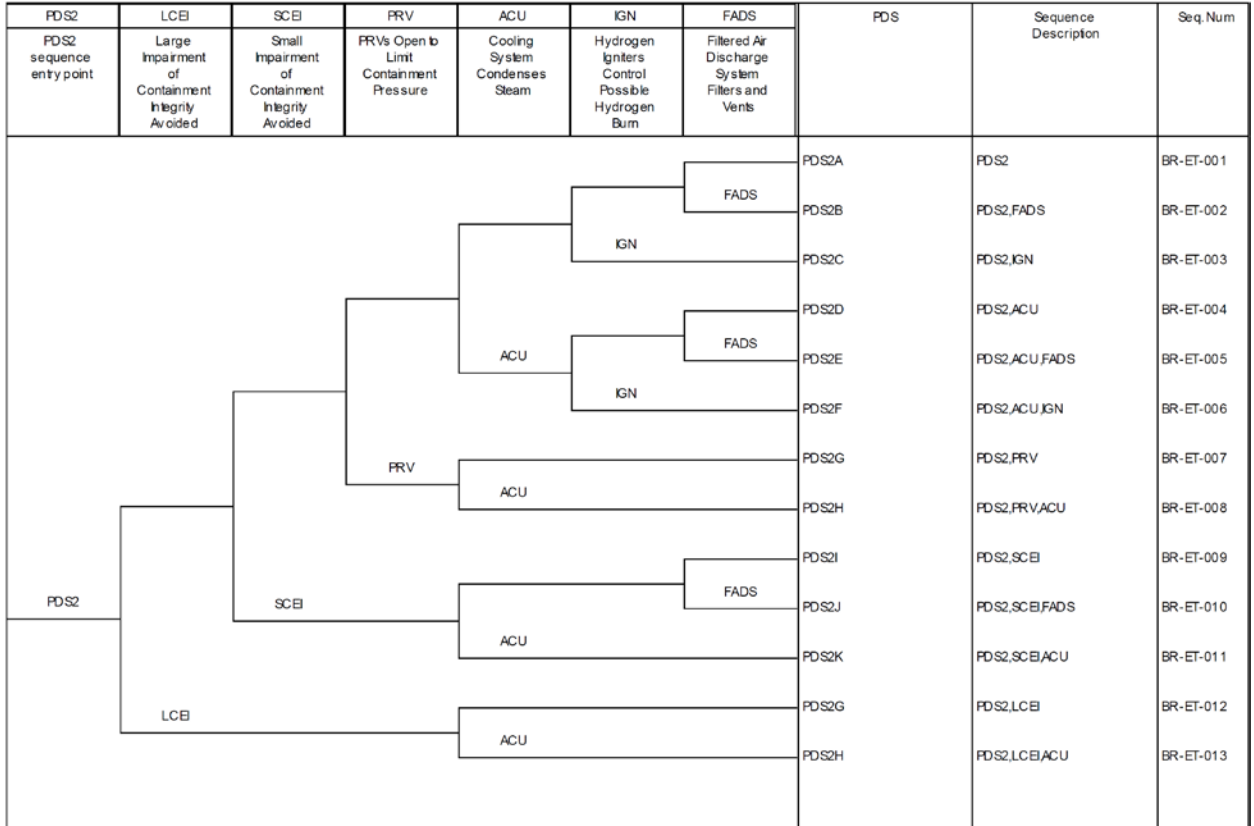 PDS2 LCEI SCEI PRV ACU IGN FADS PDS Sequence Description Seq. Num
PDS2 sequence entry point
Large Impairment of Containment Integrity Avoided
Small Impairment of Containment Integrity Avoided
PRVs Open to Limit Containment Pressure
Cooling System Condenses Steam
Hydrogen Igniters Control Possible Hydrogen Burn
Filtered Air Discharge System Filters and Vents
PDS2A PDS2 BR-ET-001
FADS
PDS2B PDS2,FADS BR-ET-002
IGN
PDS2C PDS2,IGN BR-ET-003
PDS2D PDS2,ACU BR-ET-004
ACU FADS
PDS2E PDS2,ACU,FADS BR-ET-005
IGN
PDS2F PDS2,ACU,IGN BR-ET-006
PDS2G PDS2,PRV BR-ET-007
PRV
ACU
PDS2H PDS2,PRV,ACU BR-ET-008
PDS2I PDS2,SCEI BR-ET-009
FADS
PDS2 SCEI
PDS2J PDS2,SCEI,FADS BR-ET-010
ACU
PDS2K PDS2,SCEI,ACU BR-ET-011
PDS2G PDS2,LCEI BR-ET-012
LCEI
ACU
PDS2H PDS2,LCEI,ACU BR-ET-013